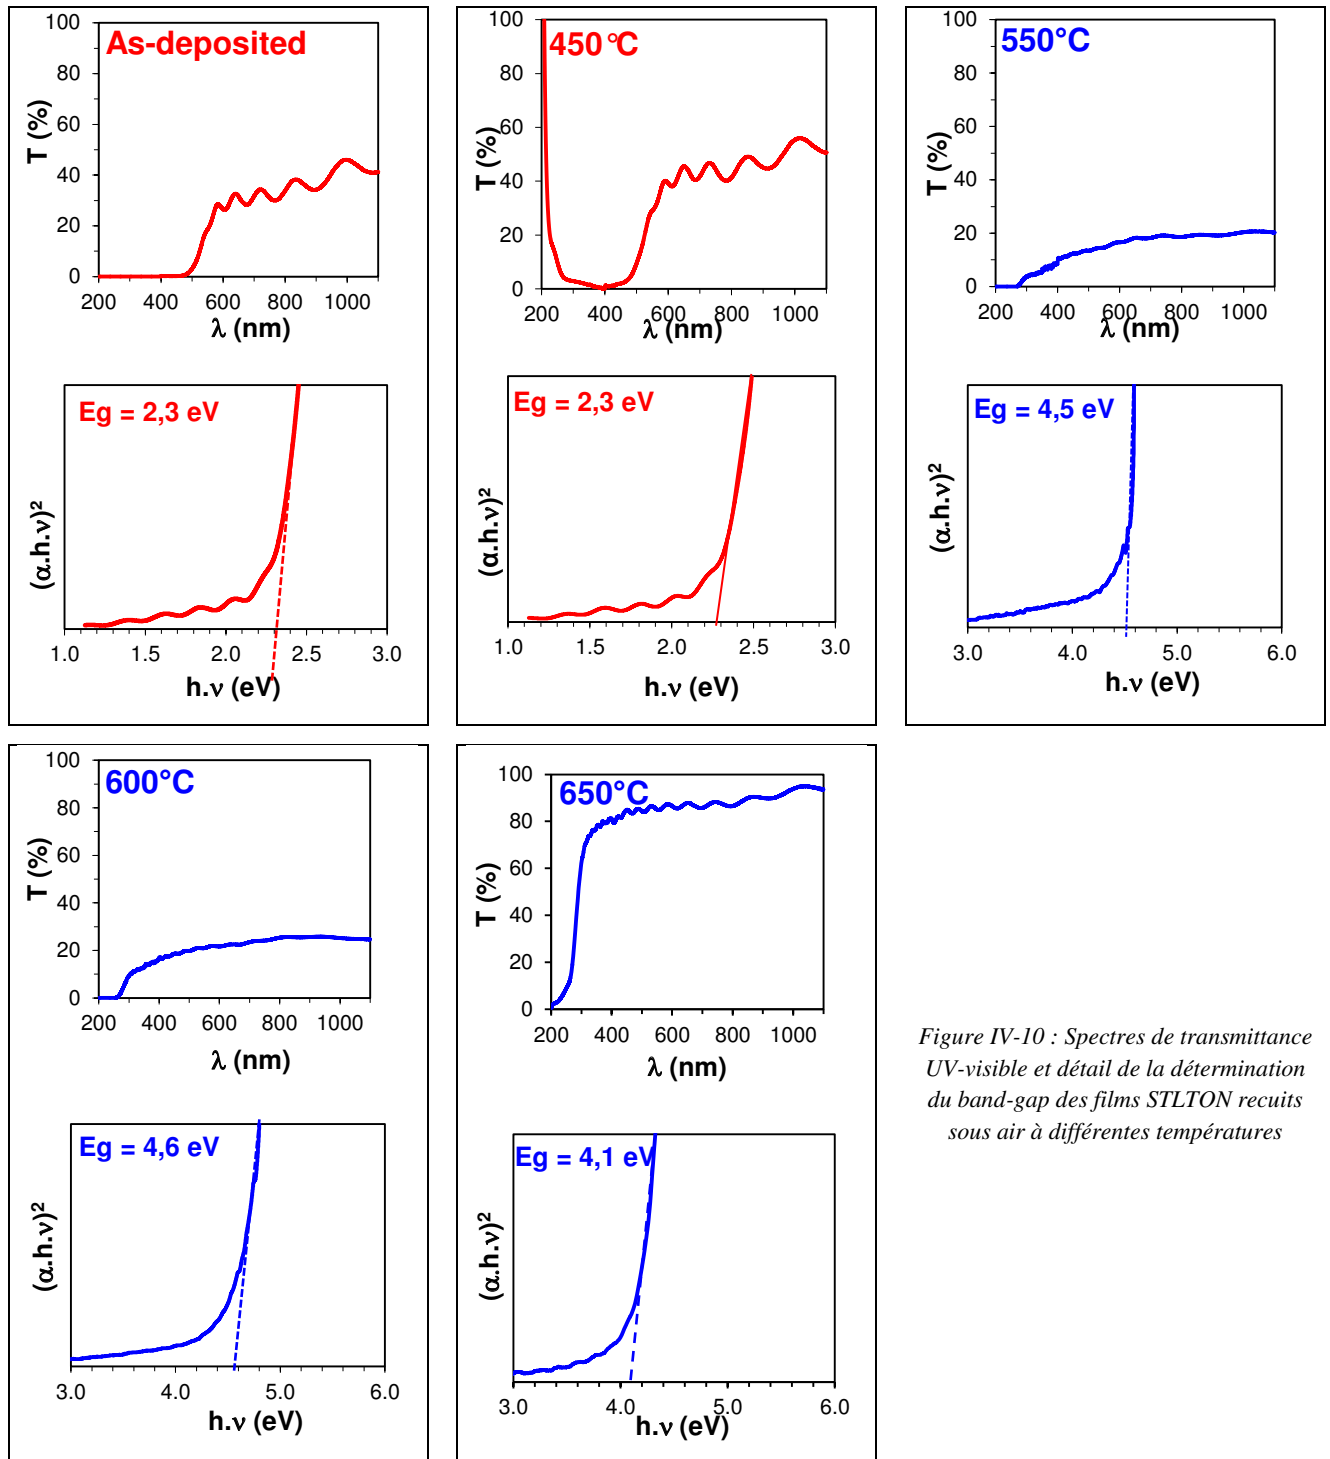 As-deposited
T (%)
100
80
60
40
20
0
200 400 600 800 1000
λ (nm)
Eg = 2,3 eV
(α.h.ν)²
1.0 1.5 2.0 2.5 3.0
h.ν (eV)
450°C
T (%)
100
80
60
40
20
0
200 400 600 800 1000
λ (nm)
Eg = 2,3 eV
(α.h.ν)²
1.0 1.5 2.0 2.5 3.0
h.ν (eV)
550°C
T (%)
100
80
60
40
20
0
200 400 600 800 1000
λ (nm)
Eg = 4,5 eV
(α.h.ν)²
3.0 4.0 5.0 6.0
h.ν (eV)
600°C
T (%)
100
80
60
40
20
0
200 400 600 800 1000
λ (nm)
Eg = 4,6 eV
(α.h.ν)²
3.0 4.0 5.0 6.0
h.ν (eV)
650°C
T (%)
100
80
60
40
20
0
200 400 600 800 1000
λ (nm)
Eg = 4,1 eV
(α.h.ν)²
3.0 4.0 5.0 6.0
h.ν (eV)
Figure IV-10 : Spectres de transmittance
UV-visible et détail de la détermination
du band-gap des films STLTON recuits
sous air à différentes températures